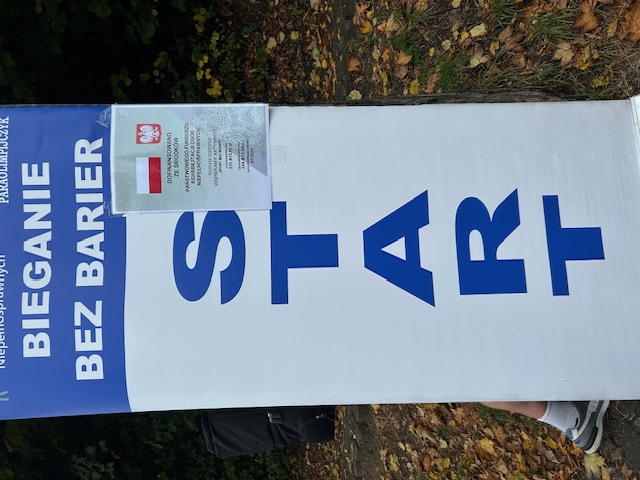 Niepełnosprawnych
PARAOLIMPIJCZYK
BIEGANIE
BEZ BARIER
DOFINANSOWANO
ZE ŚRODKÓW
PAŃSTWOWEGO FUNDUSZU
REHABILITACJI OSÓB
NIEPEŁNOSPRAWNYCH
START